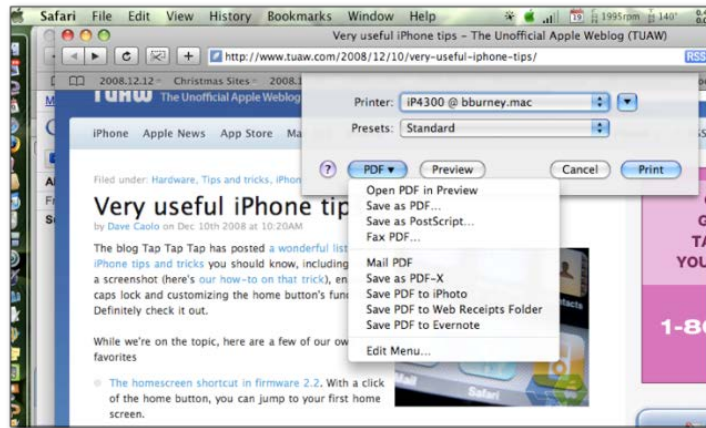 Safari File Edit View History Bookmarks Window Help 19 1995rpm 140°
Very useful iPhone tips – The Unofficial Apple Weblog (TUAW)
http://www.tuaw.com/2008/12/10/very-useful-iphone-tips/ RSS
2008.12.12 Christmas Sites 2008.1
TUAW The Unofficial Apple Weblog
Printer: iP4300 @ bburney.mac
Presets: Standard
iPhone Apple News App Store Ma
? PDF Preview Cancel Print
Filed under: Hardware, Tips and tricks, iPhon
Very useful iPhone tip
by Dave Caolo on Dec 10th 2008 at 10:20AM
The blog Tap Tap Tap has posted a wonderful list
iPhone tips and tricks you should know, including
a screenshot (here's our how-to on that trick), en
caps lock and customizing the home button's func
Definitely check it out.
While we're on the topic, here are a few of our ow
favorites
The homescreen shortcut in firmware 2.2. With a click
of the home button, you can jump to your first home
screen.
Open PDF in Preview
Save as PDF...
Save as PostScript...
Fax PDF...
Mail PDF
Save as PDF-X
Save PDF to iPhoto
Save PDF to Web Receipts Folder
Save PDF to Evernote
Edit Menu...
Mail
Safari
G
TA
YOU
1-8